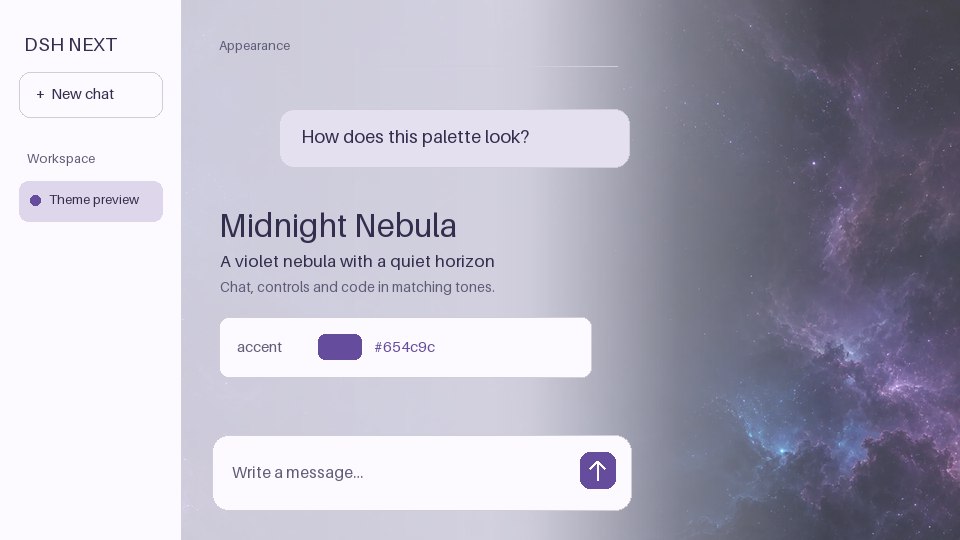 DSH NEXT
+ New chat
Workspace
Theme preview
Appearance
How does this palette look?
Midnight Nebula
A violet nebula with a quiet horizon
Chat, controls and code in matching tones.
accent #654c9c
Write a message...